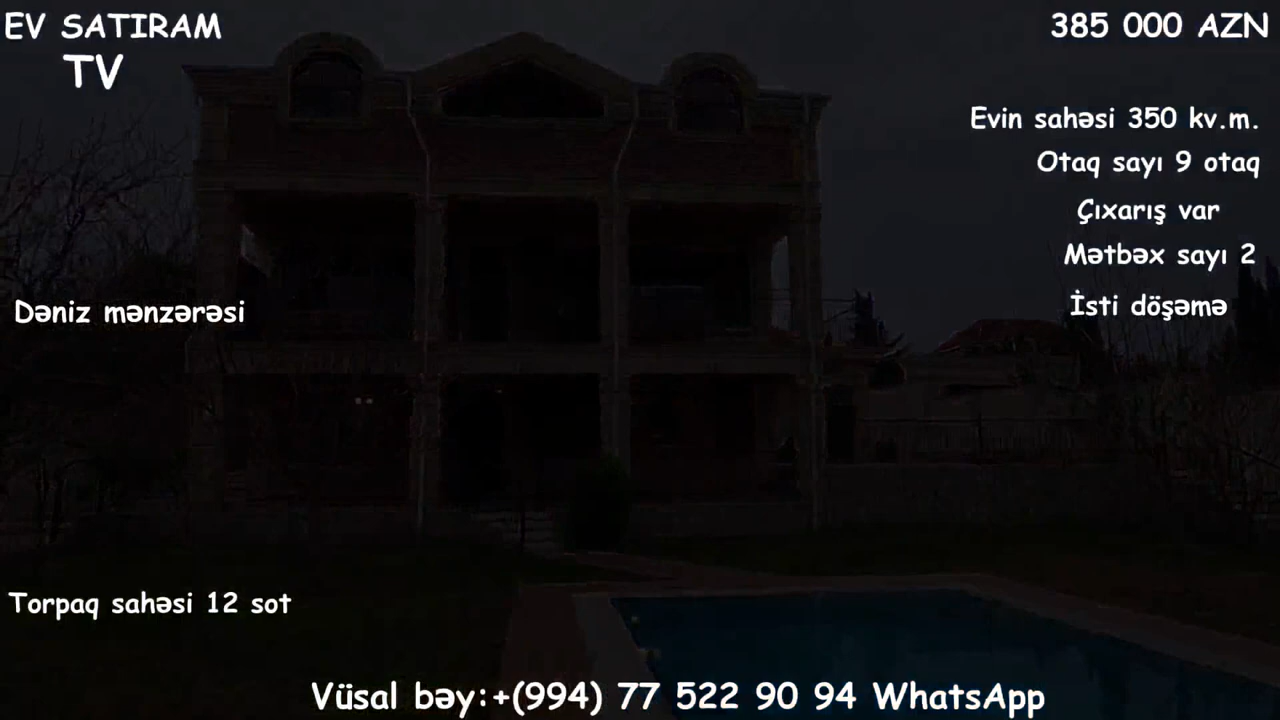 EV SATIRAM
TV
385 000 AZN
Evin sahəsi 350 kv.m.
Otaq sayı 9 otaq
Çıxarış var
Mətbəx sayı 2
İsti döşəmə
Dəniz mənzərəsi
Torpaq sahəsi 12 sot
Vüsal bəy:+(994) 77 522 90 94 WhatsApp